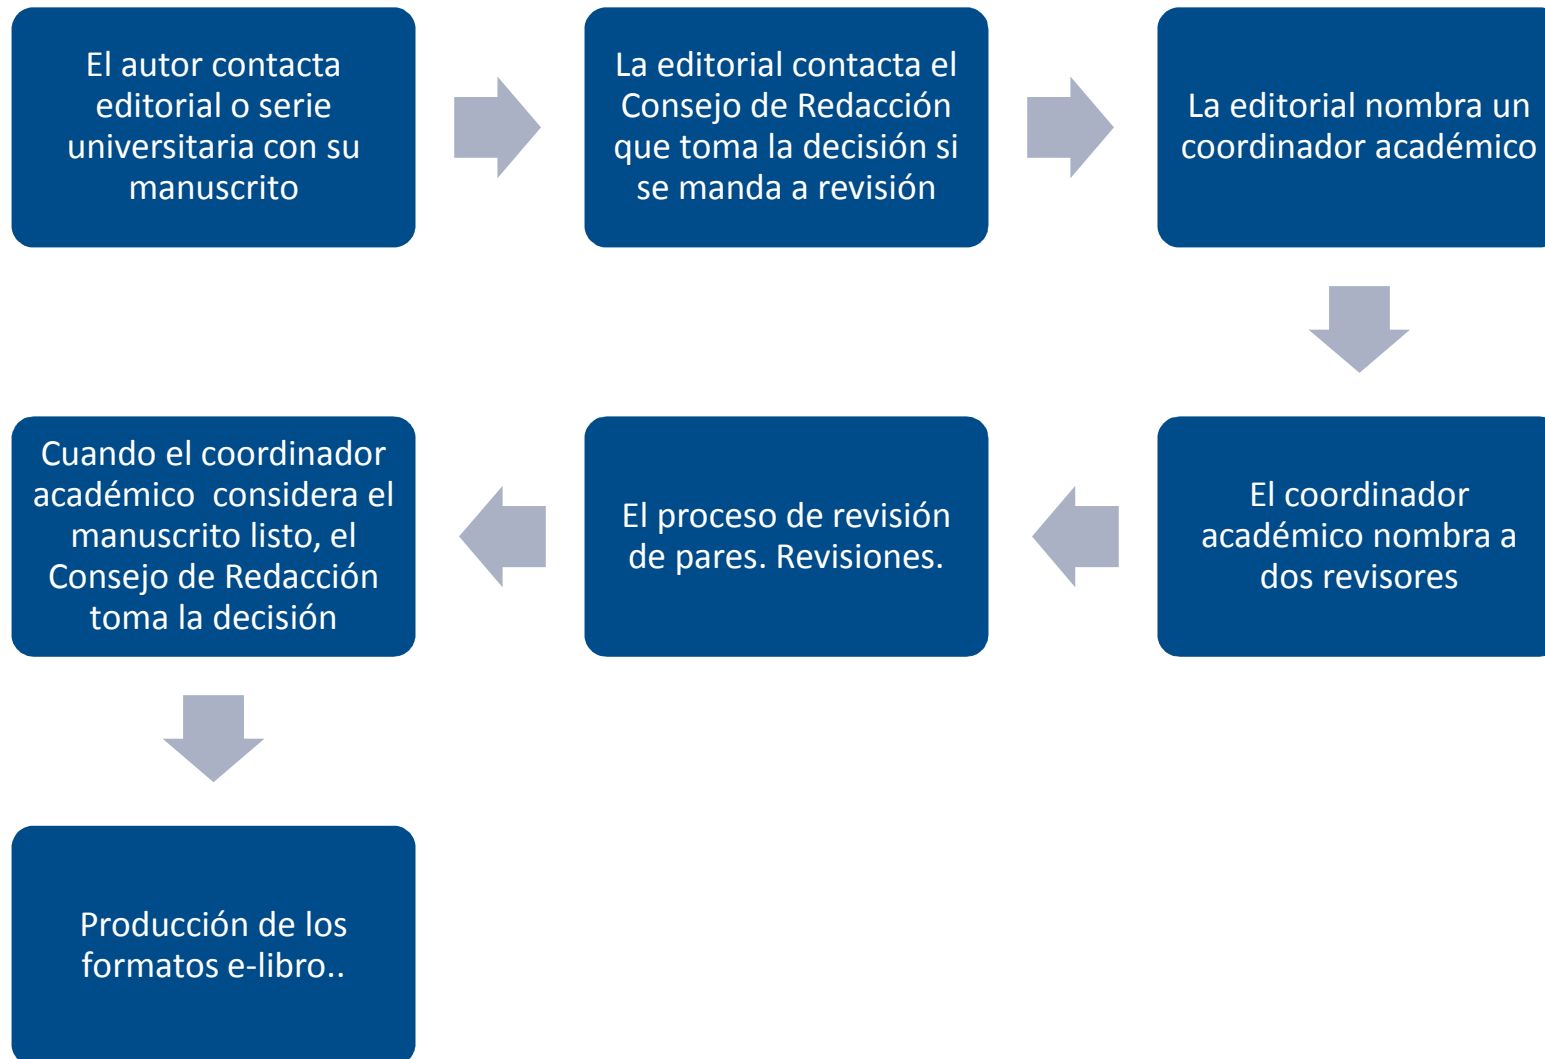 El autor contacta
editorial o serie
universitaria con su
manuscrito
La editorial contacta el
Consejo de Redacción
que toma la decisión si
se manda a revisión
La editorial nombra un
coordinador académico
El coordinador
académico nombra a
dos revisores
El proceso de revisión
de pares. Revisiones.
Cuando el coordinador
académico  considera el
manuscrito listo, el
Consejo de Redacción
toma la decisión
Producción de los
formatos e-libro..